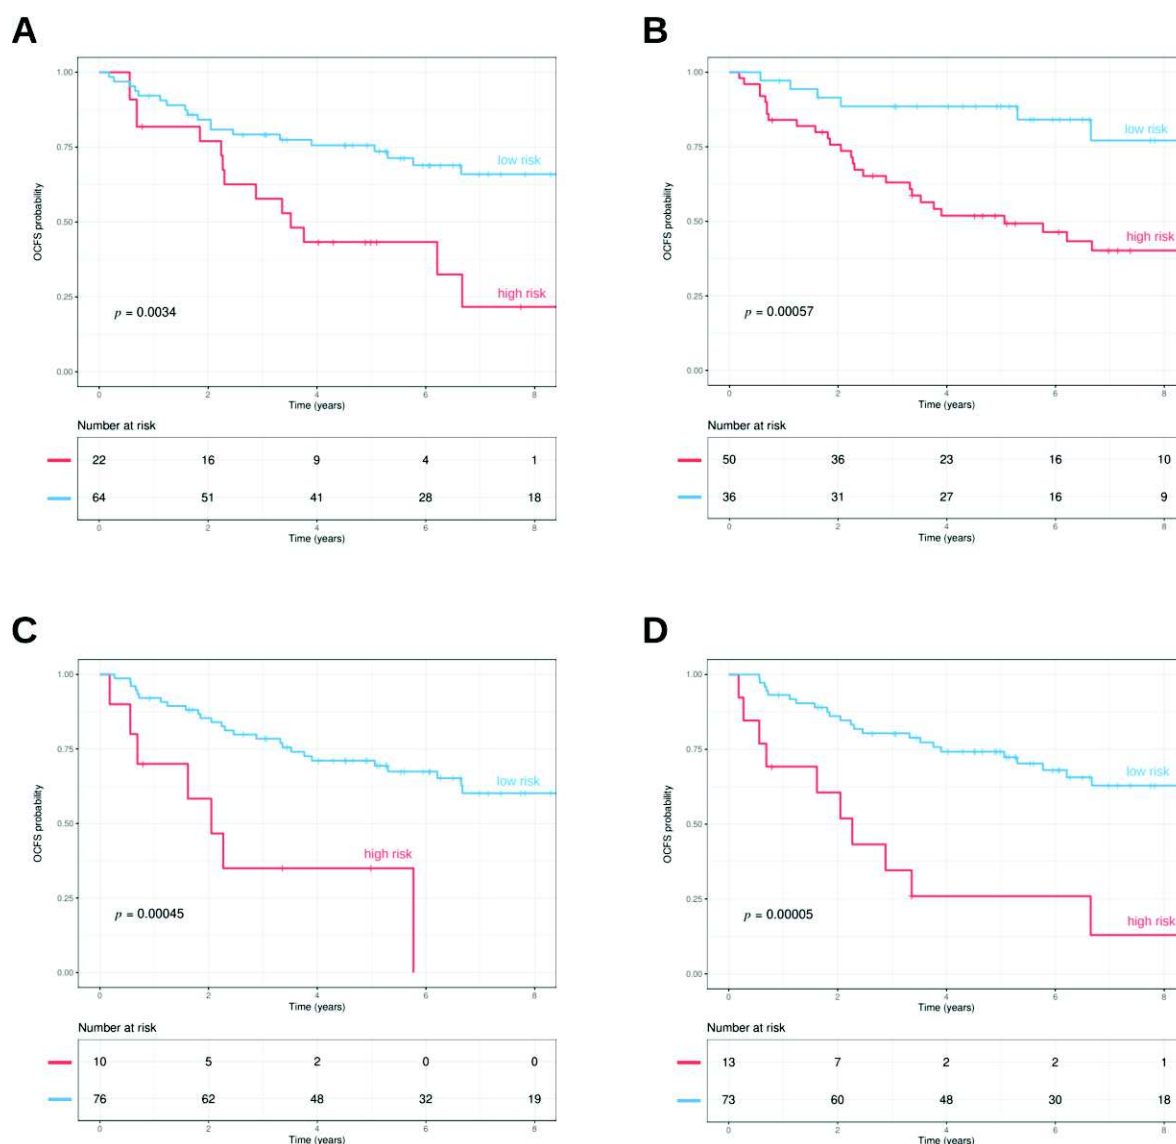 A
OCFS probability
1.00
0.75
0.50
0.25
0.00
low risk
high risk
p = 0.0034
0 2 4 6 8
Time (years)
Number at risk
22 16 9 4 1
64 51 41 28 18
0 2 4 6 8
Time (years)
B
OCFS probability
1.00
0.75
0.50
0.25
0.00
low risk
high risk
p = 0.00057
0 2 4 6 8
Time (years)
Number at risk
50 36 23 16 10
36 31 27 16 9
0 2 4 6 8
Time (years)
C
OCFS probability
1.00
0.75
0.50
0.25
0.00
low risk
high risk
p = 0.00045
0 2 4 6 8
Time (years)
Number at risk
10 5 2 0 0
76 62 48 32 19
0 2 4 6 8
Time (years)
D
OCFS probability
1.00
0.75
0.50
0.25
0.00
low risk
high risk
p = 0.00005
0 2 4 6 8
Time (years)
Number at risk
13 7 2 2 1
73 60 48 30 18
0 2 4 6 8
Time (years)